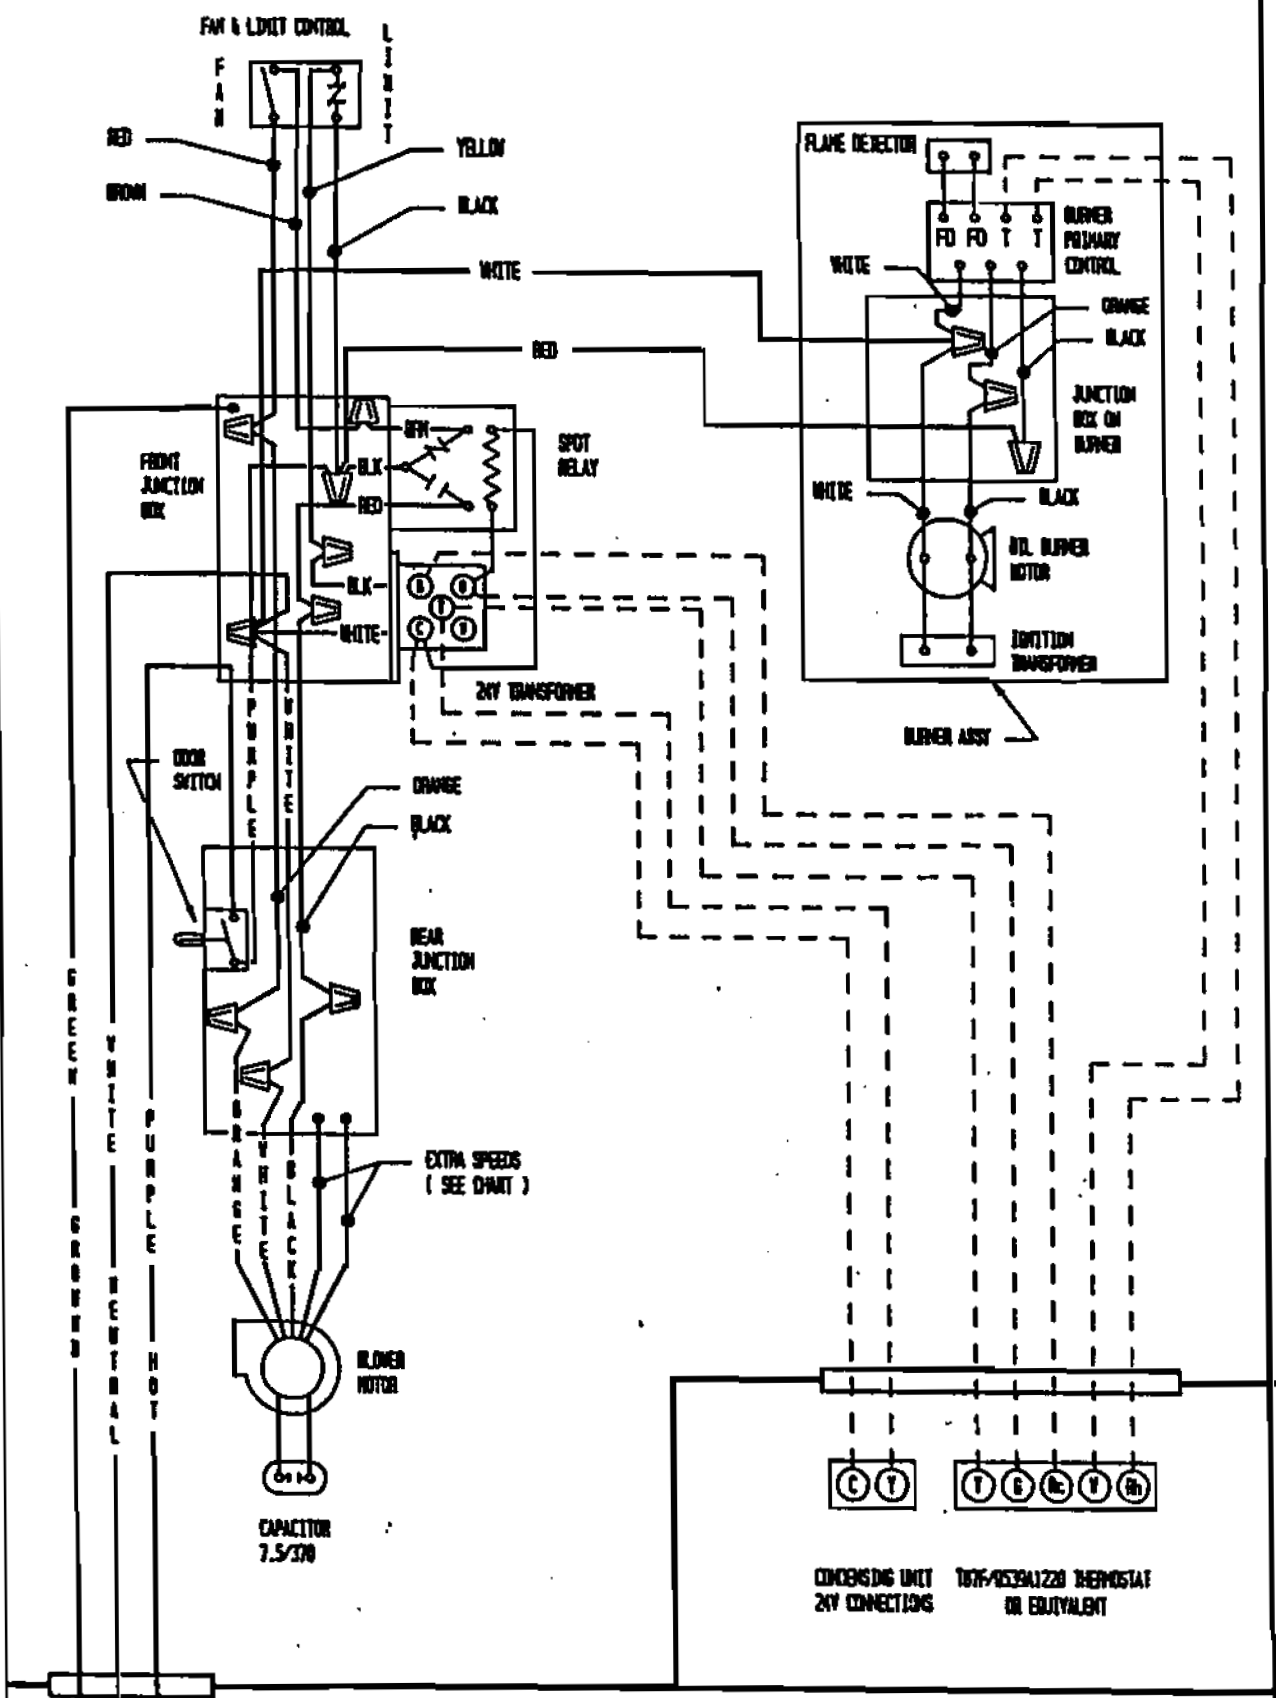 FAN & LIMIT CONTROL
FAN
LIMIT
RED
BROWN
YELLOW
BLACK
WHITE
RED
FLAME DETECTOR
FD FD T T
BURNER
PRIMARY
CONTROL
WHITE
ORANGE
BLACK
JUNCTION
BOX ON
BURNER
WHITE
BLACK
OIL BURNER
MOTOR
IGNITION
TRANSFORMER
BURNER ASSY
FRONT
JUNCTION
BOX
BRN
BLK
RED
SPDT
RELAY
BLK
WHITE
C
24V TRANSFORMER
PURPLE
WHITE
DOOR
SWITCH
ORANGE
BLACK
REAR
JUNCTION
BOX
GREEN GROUND
WHITE NEUTRAL
PURPLE HOT
ORANGE
WHITE
BLACK
EXTRA SPEEDS
( SEE CHART )
BLOWER
MOTOR
CAPACITOR
7.5/370
C Y
Y G Rc W Rh
CONDENSING UNIT
24V CONNECTIONS
THERMOSTAT
OR EQUIVALENT